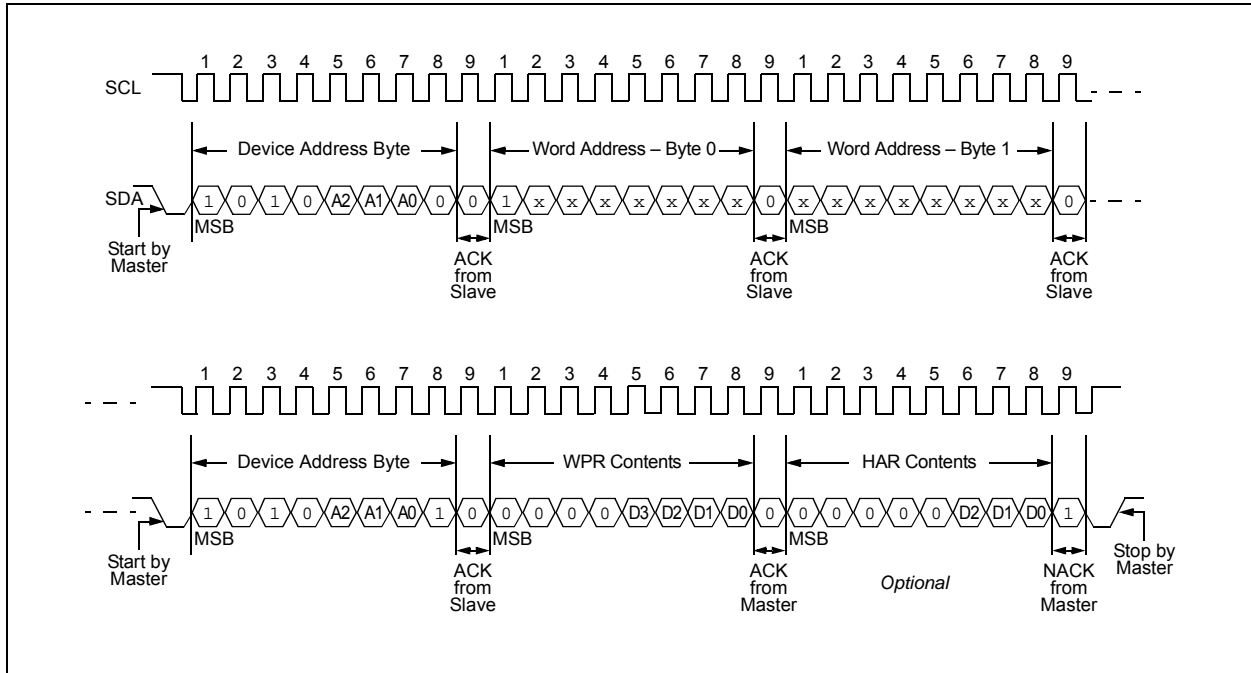 1 2 3 4 5 6 7 8 9 1 2 3 4 5 6 7 8 9 1 2 3 4 5 6 7 8 9
SCL
Device Address Byte Word Address – Byte 0 Word Address – Byte 1
SDA 1 0 1 0 A2 A1 A0 0 0 1 x x x x x x x 0 x x x x x x x x 0
MSB MSB MSB
Start by Master
ACK from Slave
ACK from Slave
ACK from Slave
1 2 3 4 5 6 7 8 9 1 2 3 4 5 6 7 8 9 1 2 3 4 5 6 7 8 9
Device Address Byte WPR Contents HAR Contents
1 0 1 0 A2 A1 A0 1 0 0 0 0 0 D3 D2 D1 D0 0 0 0 0 0 0 D2 D1 D0 1
MSB MSB MSB
Start by Master
ACK from Slave
ACK from Master
Optional
NACK from Master
Stop by Master